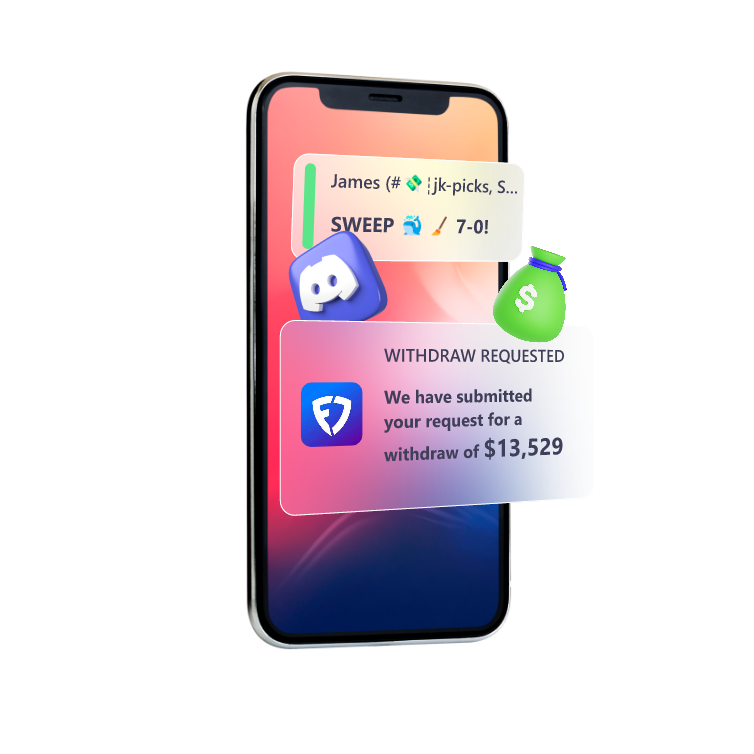 James (# 💸 ¦jk-picks, S...
SWEEP 🐳 🧹 7-0!
$
WITHDRAW REQUESTED
We have submitted
your request for a
withdraw of $13,529